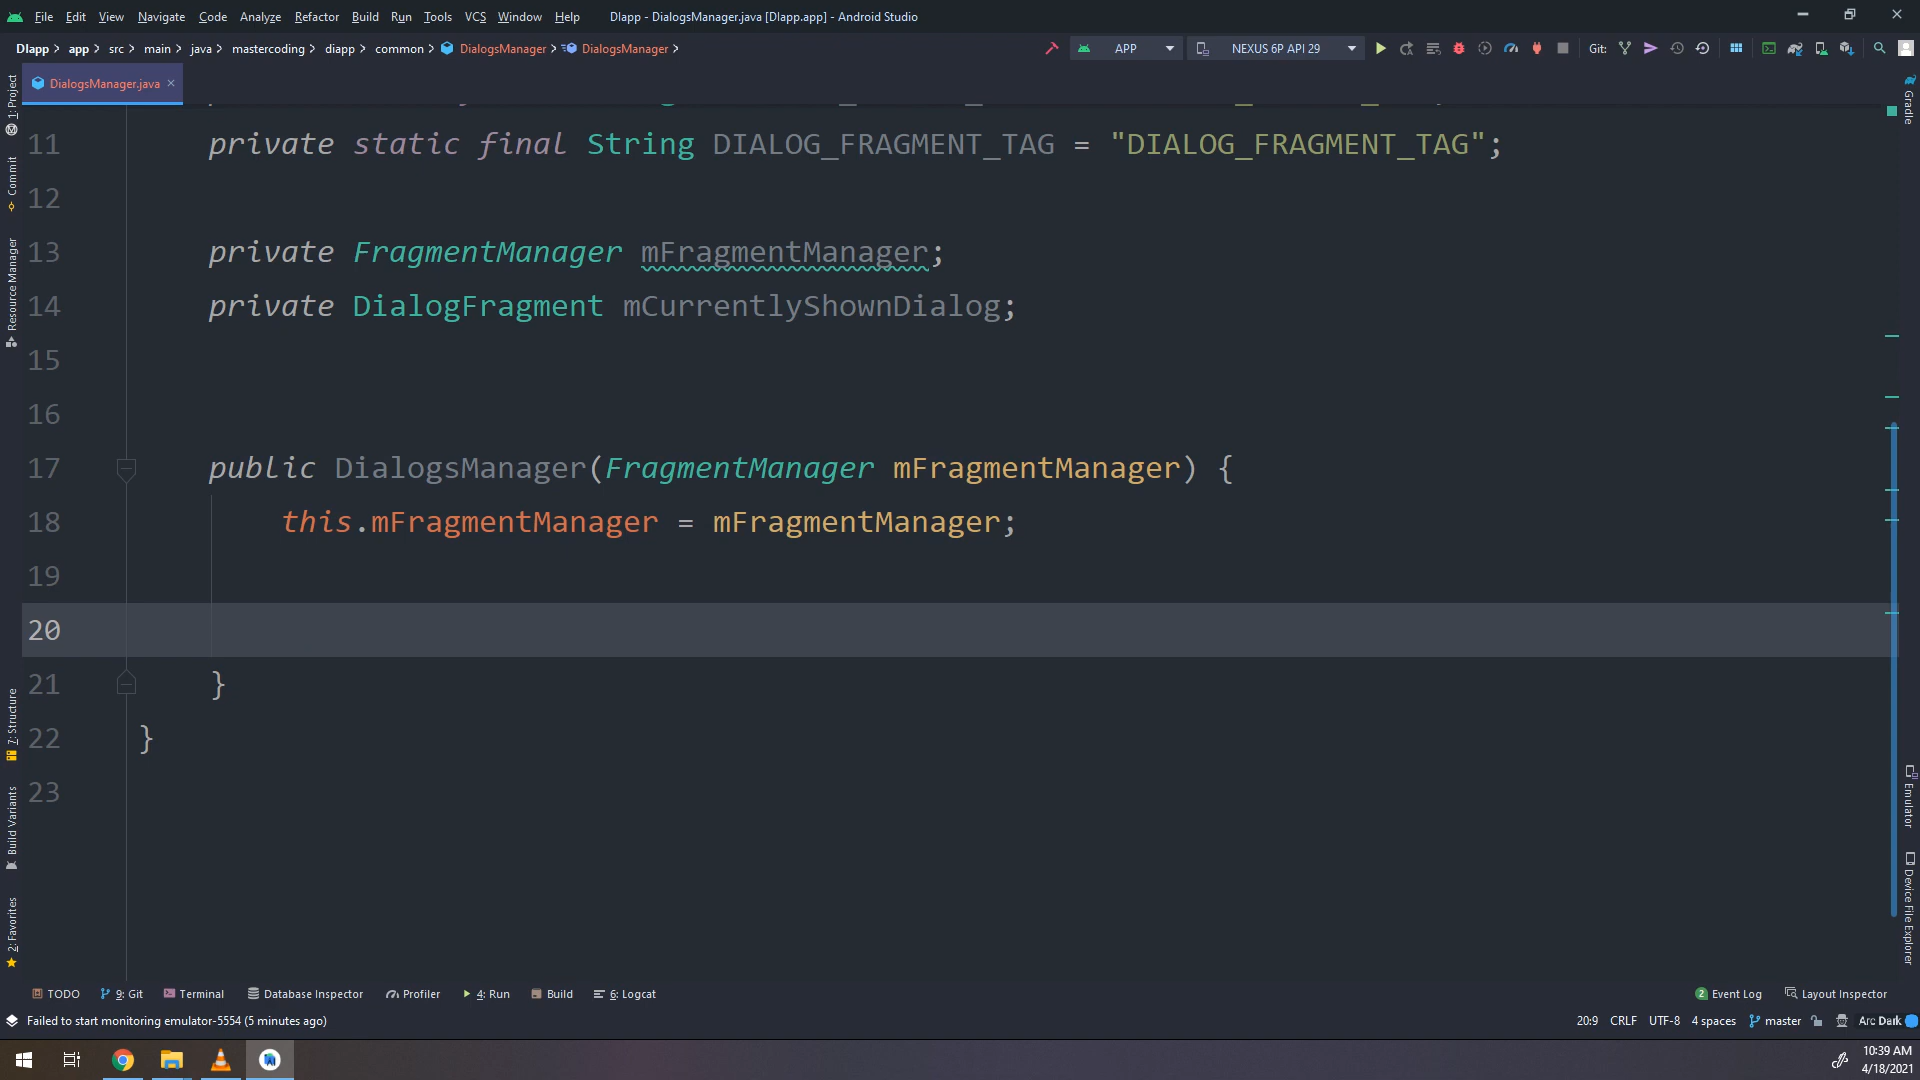 File Edit View Navigate Code Analyze Refactor Build Run Tools VCS Window Help Dlapp - DialogsManager.java [Dlapp.app] - Android Studio
Dlapp app src main java mastercoding diapp common DialogsManager DialogsManager APP NEXUS 6P API 29 Git:
DialogsManager.java
11 private static final String DIALOG_FRAGMENT_TAG = "DIALOG_FRAGMENT_TAG";
12
13 private FragmentManager mFragmentManager;
14 private DialogFragment mCurrentlyShownDialog;
15
16
17 public DialogsManager(FragmentManager mFragmentManager) {
18 this.mFragmentManager = mFragmentManager;
19
20
21 }
22 }
23
1: Project
Commit
Resource Manager
7: Structure
Build Variants
2: Favorites
Gradle
Emulator
Device File Explorer
TODO 9: Git Terminal Database Inspector Profiler 4: Run Build 6: Logcat 2 Event Log Layout Inspector
Failed to start monitoring emulator-5554 (5 minutes ago) 20:9 CRLF UTF-8 4 spaces master Arc Dark
10:39 AM
4/18/2021